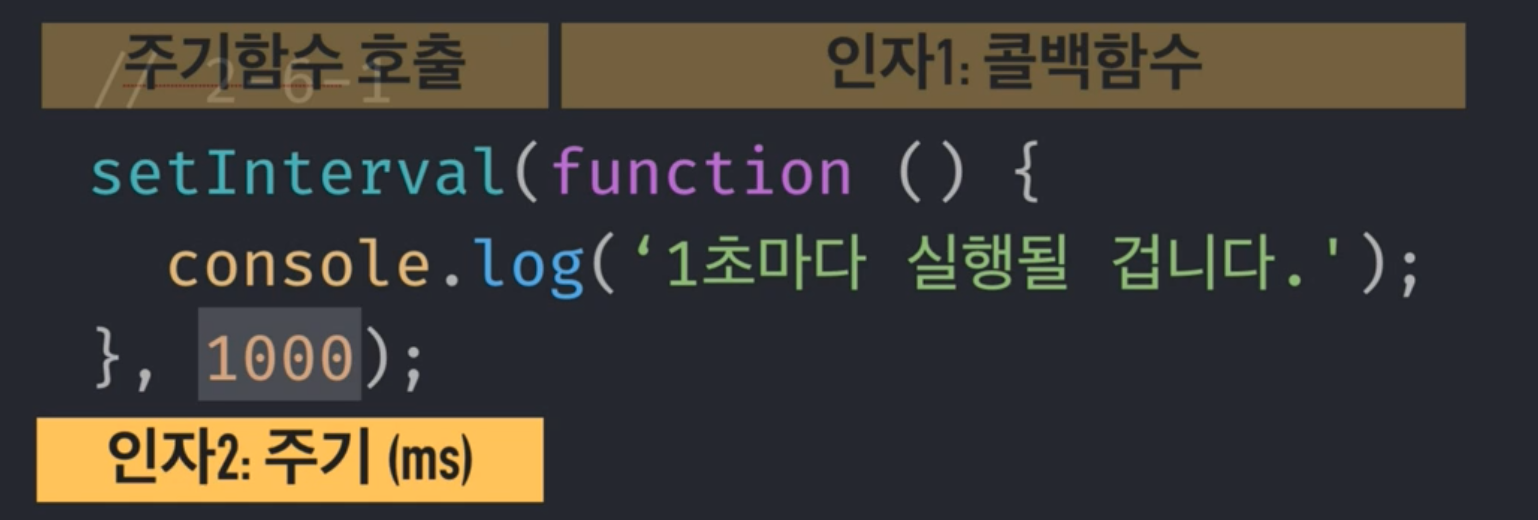 주기함수 호출
인자1: 콜백함수
// 2-6-1
setInterval(function () {
console.log(‘1초마다 실행될 겁니다.');
}, 1000);
인자2: 주기 (ms)